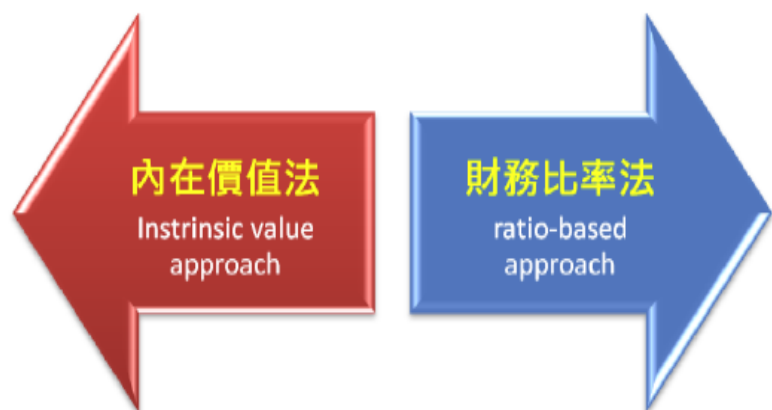 內在價值法
Instrinsic value
approach
財務比率法
ratio-based
approach